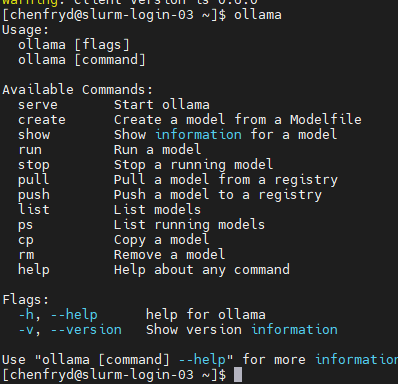 Warning: client version is 0.6.0
[chenfryd@slurm-login-03 ~]$ ollama
Usage:
  ollama [flags]
  ollama [command]

Available Commands:
  serve       Start ollama
  create      Create a model from a Modelfile
  show        Show information for a model
  run         Run a model
  stop        Stop a running model
  pull        Pull a model from a registry
  push        Push a model to a registry
  list        List models
  ps          List running models
  cp          Copy a model
  rm          Remove a model
  help        Help about any command

Flags:
  -h, --help      help for ollama
  -v, --version   Show version information

Use "ollama [command] --help" for more information
[chenfryd@slurm-login-03 ~]$